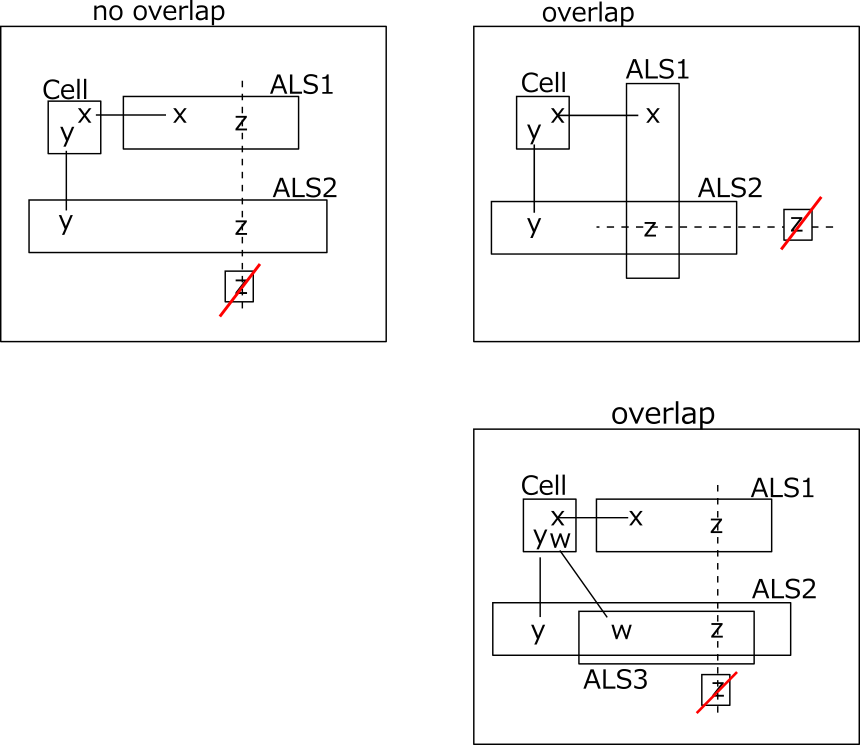 no overlap
ALS1
Cell
x x
z
y
ALS2
y z
z
overlap
ALS1
Cell
x x
y
ALS2
y z z
overlap
Cell ALS1
x x z
y w
ALS2
y w z
ALS3
z